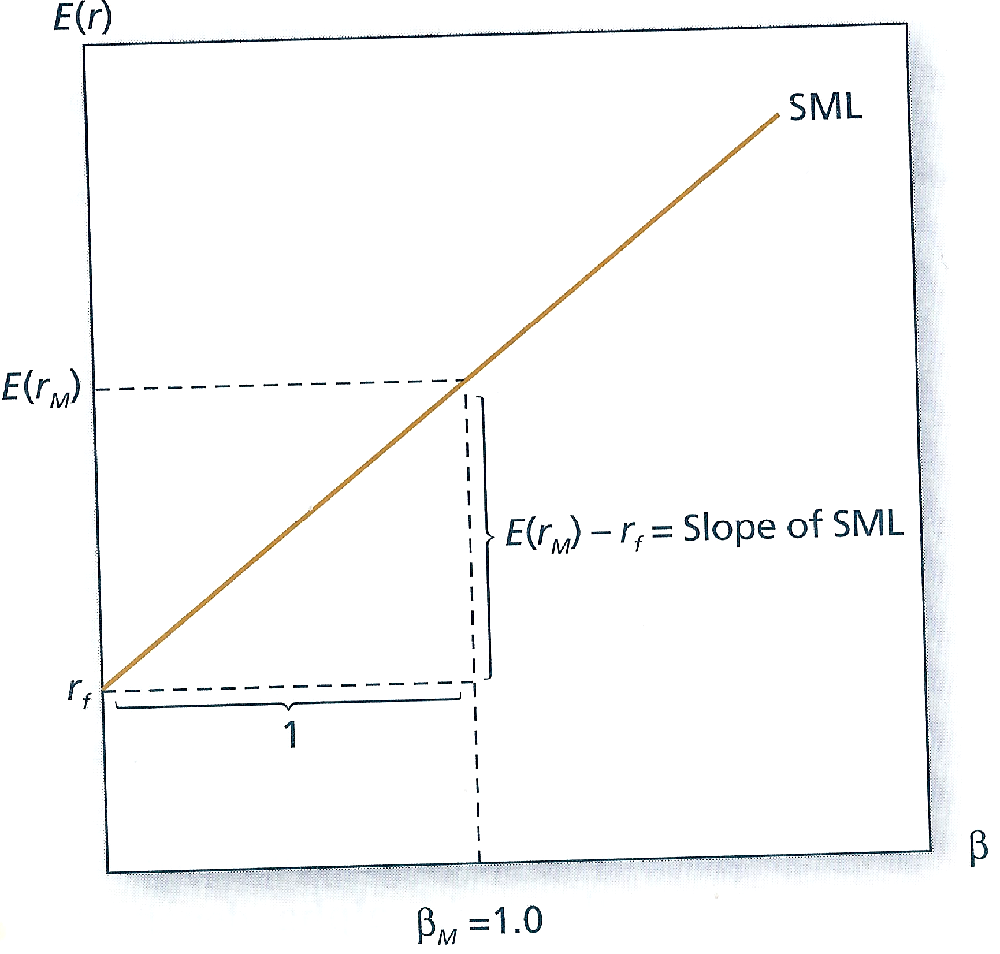 E(r)
SML
E(r_M)
E(r_M) – r_f = Slope of SML
r_f
1
β
β_M = 1.0